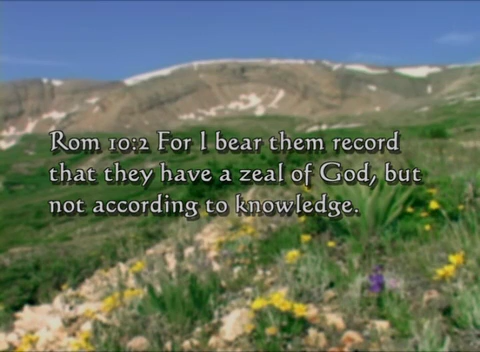 Rom 10:2 For I bear them record
that they have a zeal of God, but
not according to knowledge.